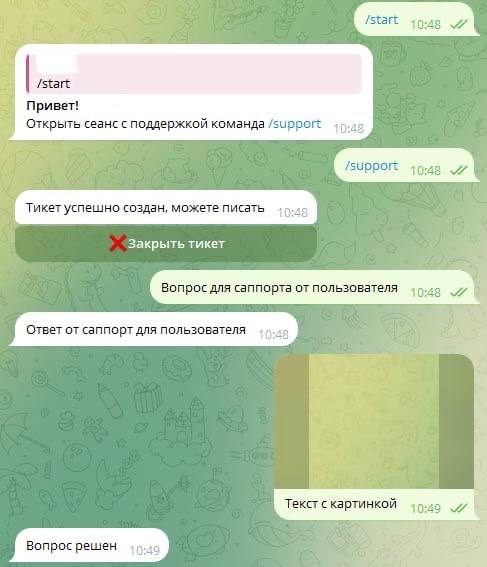 /start 10:48
/start
Привет!
Открыть сеанс с поддержкой команда /support 10:48
/support 10:48
Тикет успешно создан, можете писать 10:48
❌Закрыть тикет
Вопрос для саппорта от пользователя 10:48
Ответ от саппорт для пользователя 10:48
Текст с картинкой 10:49
Вопрос решен 10:49